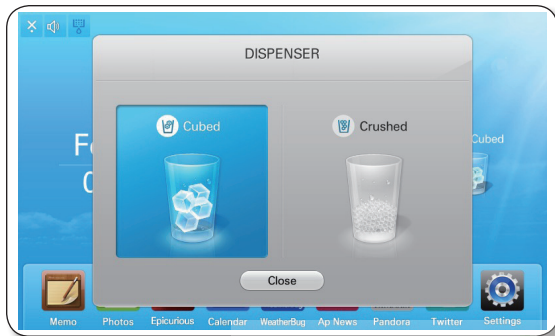 DISPENSER
Cubed
Crushed
Cubed
Close
Memo
Photos
Epicurious
Calendar
WeatherBug
Ap News
Pandora
Twitter
Settings